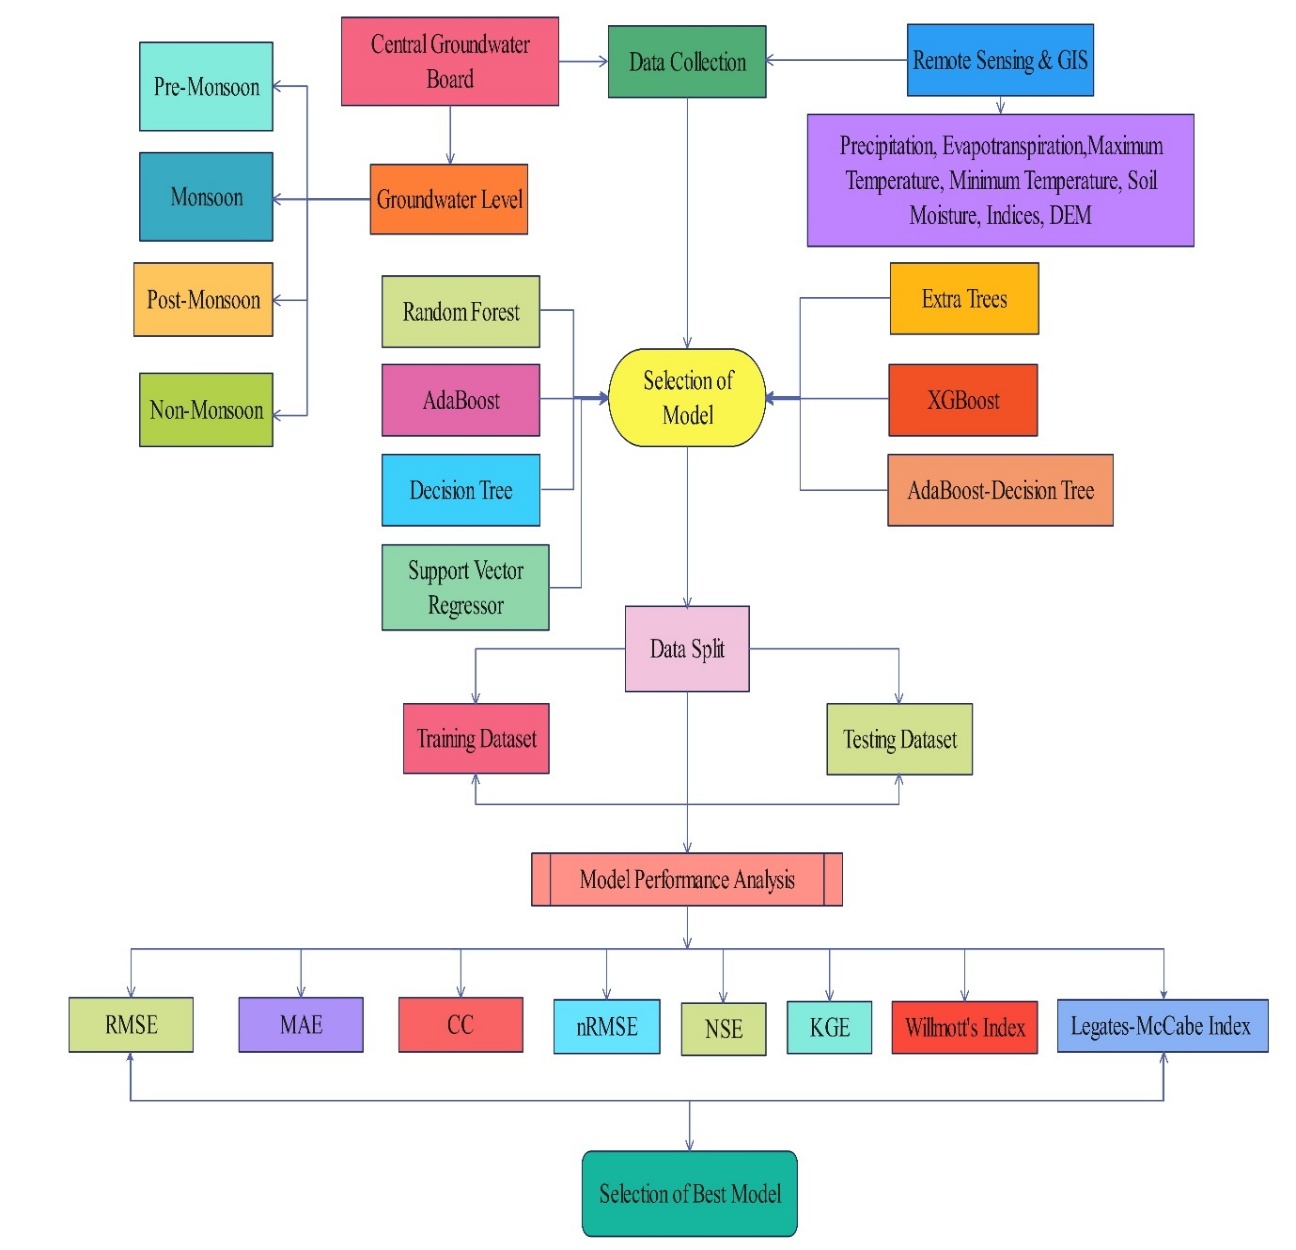 Central Groundwater
Board
Data Collection
Remote Sensing & GIS
Pre-Monsoon
Precipitation, Evapotranspiration,Maximum
Temperature, Minimum Temperature, Soil
Moisture, Indices, DEM
Monsoon
Groundwater Level
Post-Monsoon
Non-Monsoon
Random Forest
AdaBoost
Decision Tree
Support Vector
Regressor
Selection of
Model
Extra Trees
XGBoost
AdaBoost-Decision Tree
Data Split
Training Dataset
Testing Dataset
Model Performance Analysis
RMSE
MAE
CC
nRMSE
NSE
KGE
Willmott's Index
Legates-McCabe Index
Selection of Best Model